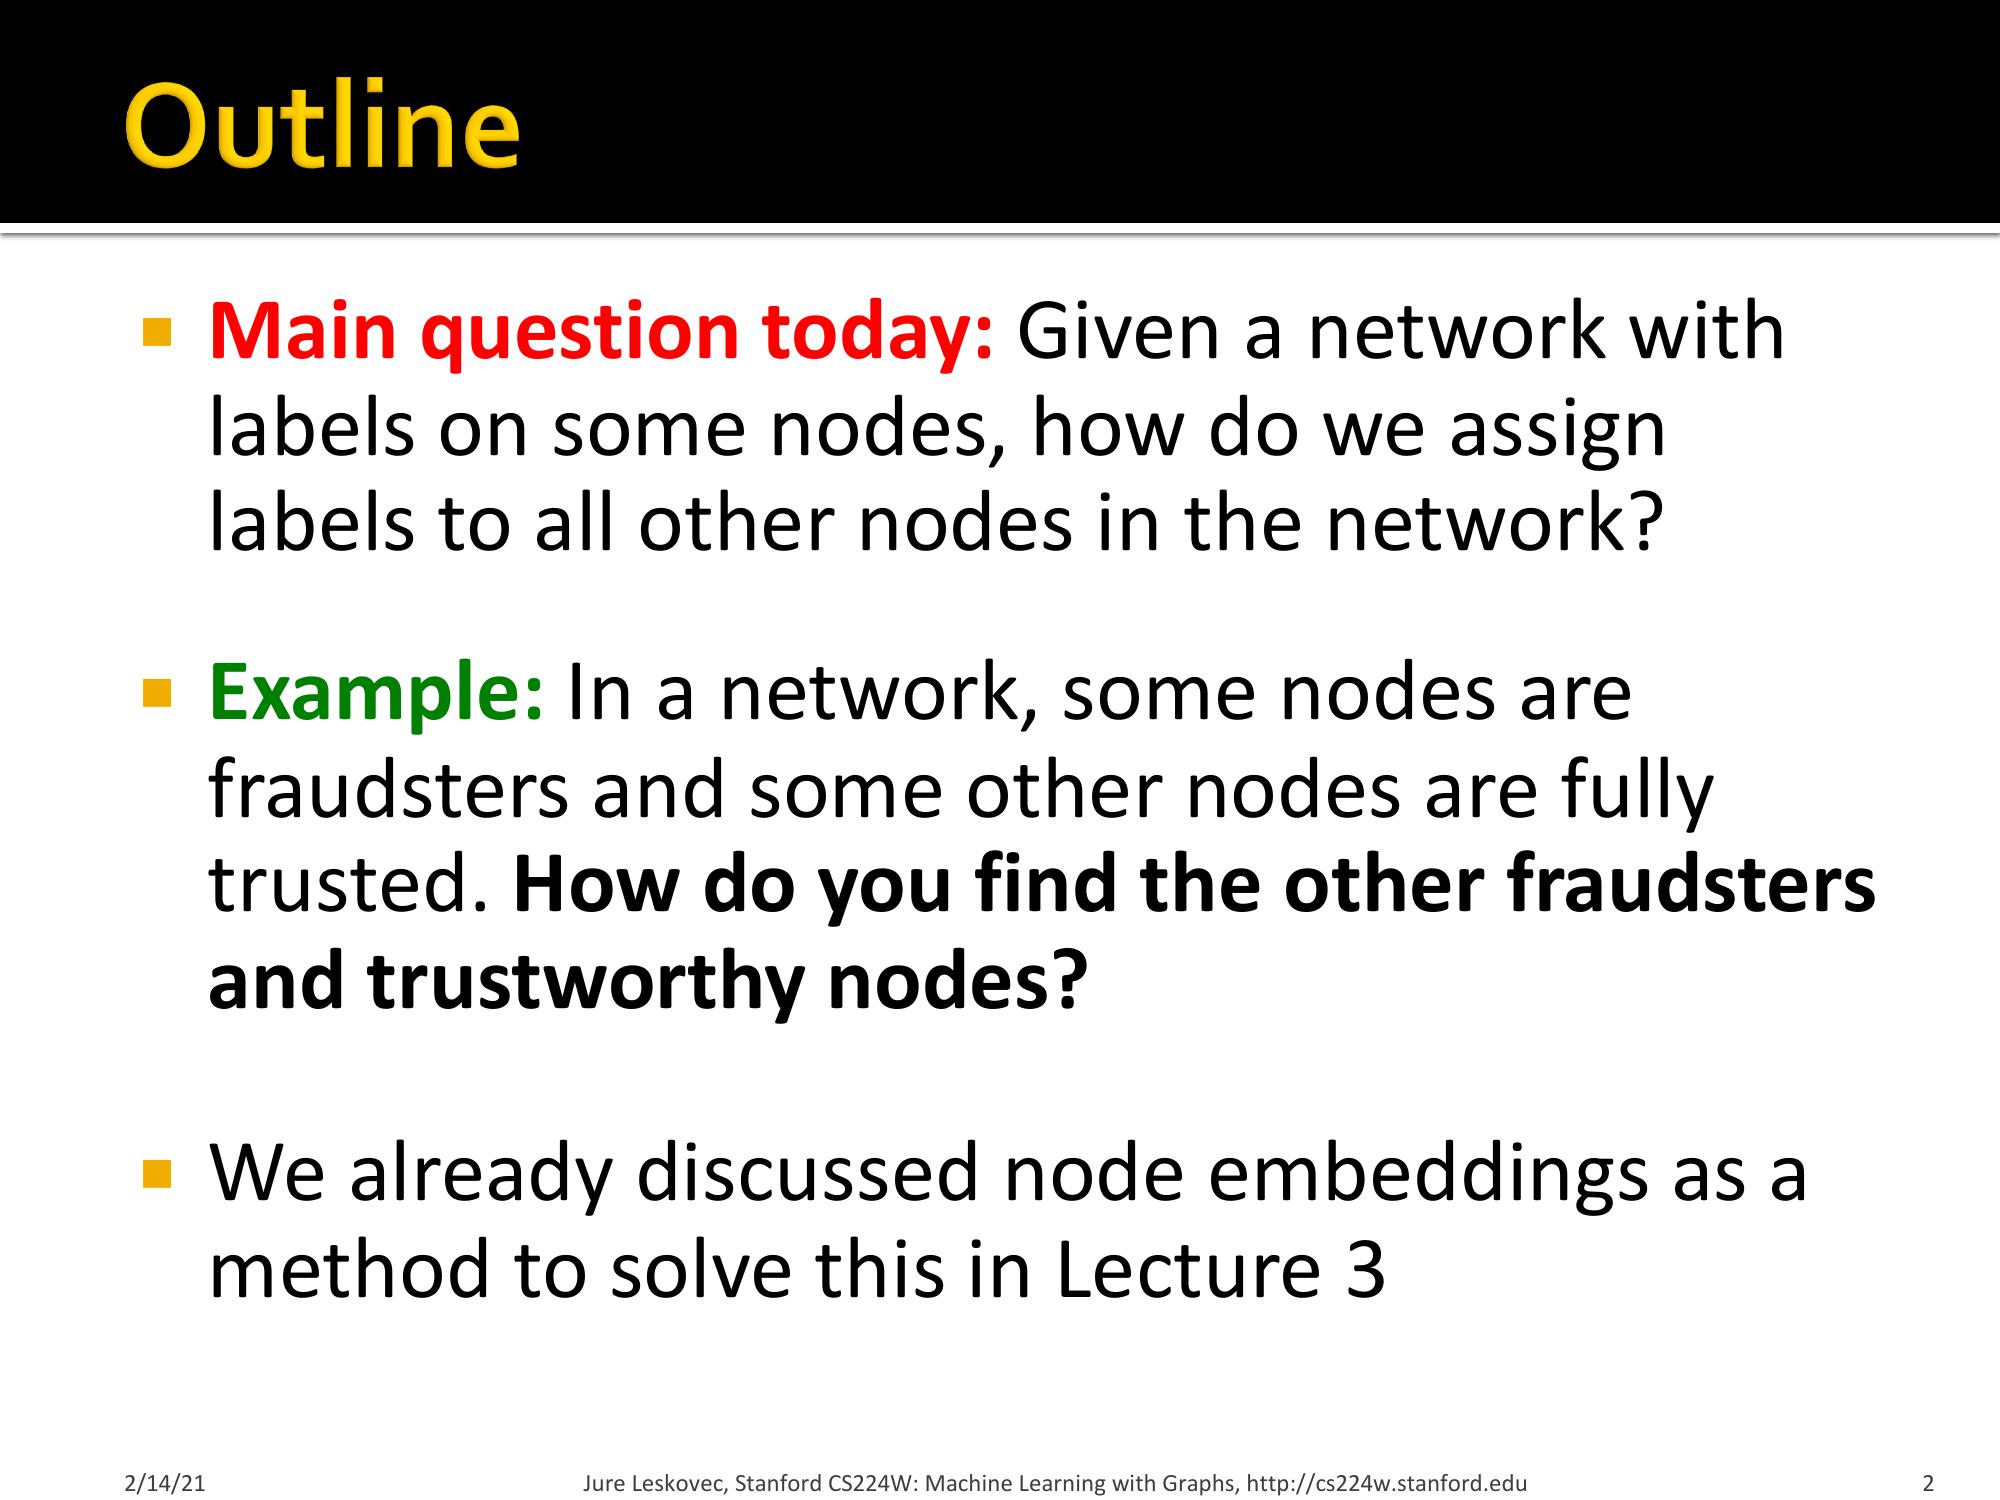 Outline
Main question today: Given a network with
labels on some nodes, how do we assign
labels to all other nodes in the network?
Example: In a network, some nodes are
fraudsters and some other nodes are fully
trusted. How do you find the other fraudsters
and trustworthy nodes?
We already discussed node embeddings as a
method to solve this in Lecture 3
2/14/21
Jure Leskovec, Stanford CS224W: Machine Learning with Graphs, http://cs224w.stanford.edu
2